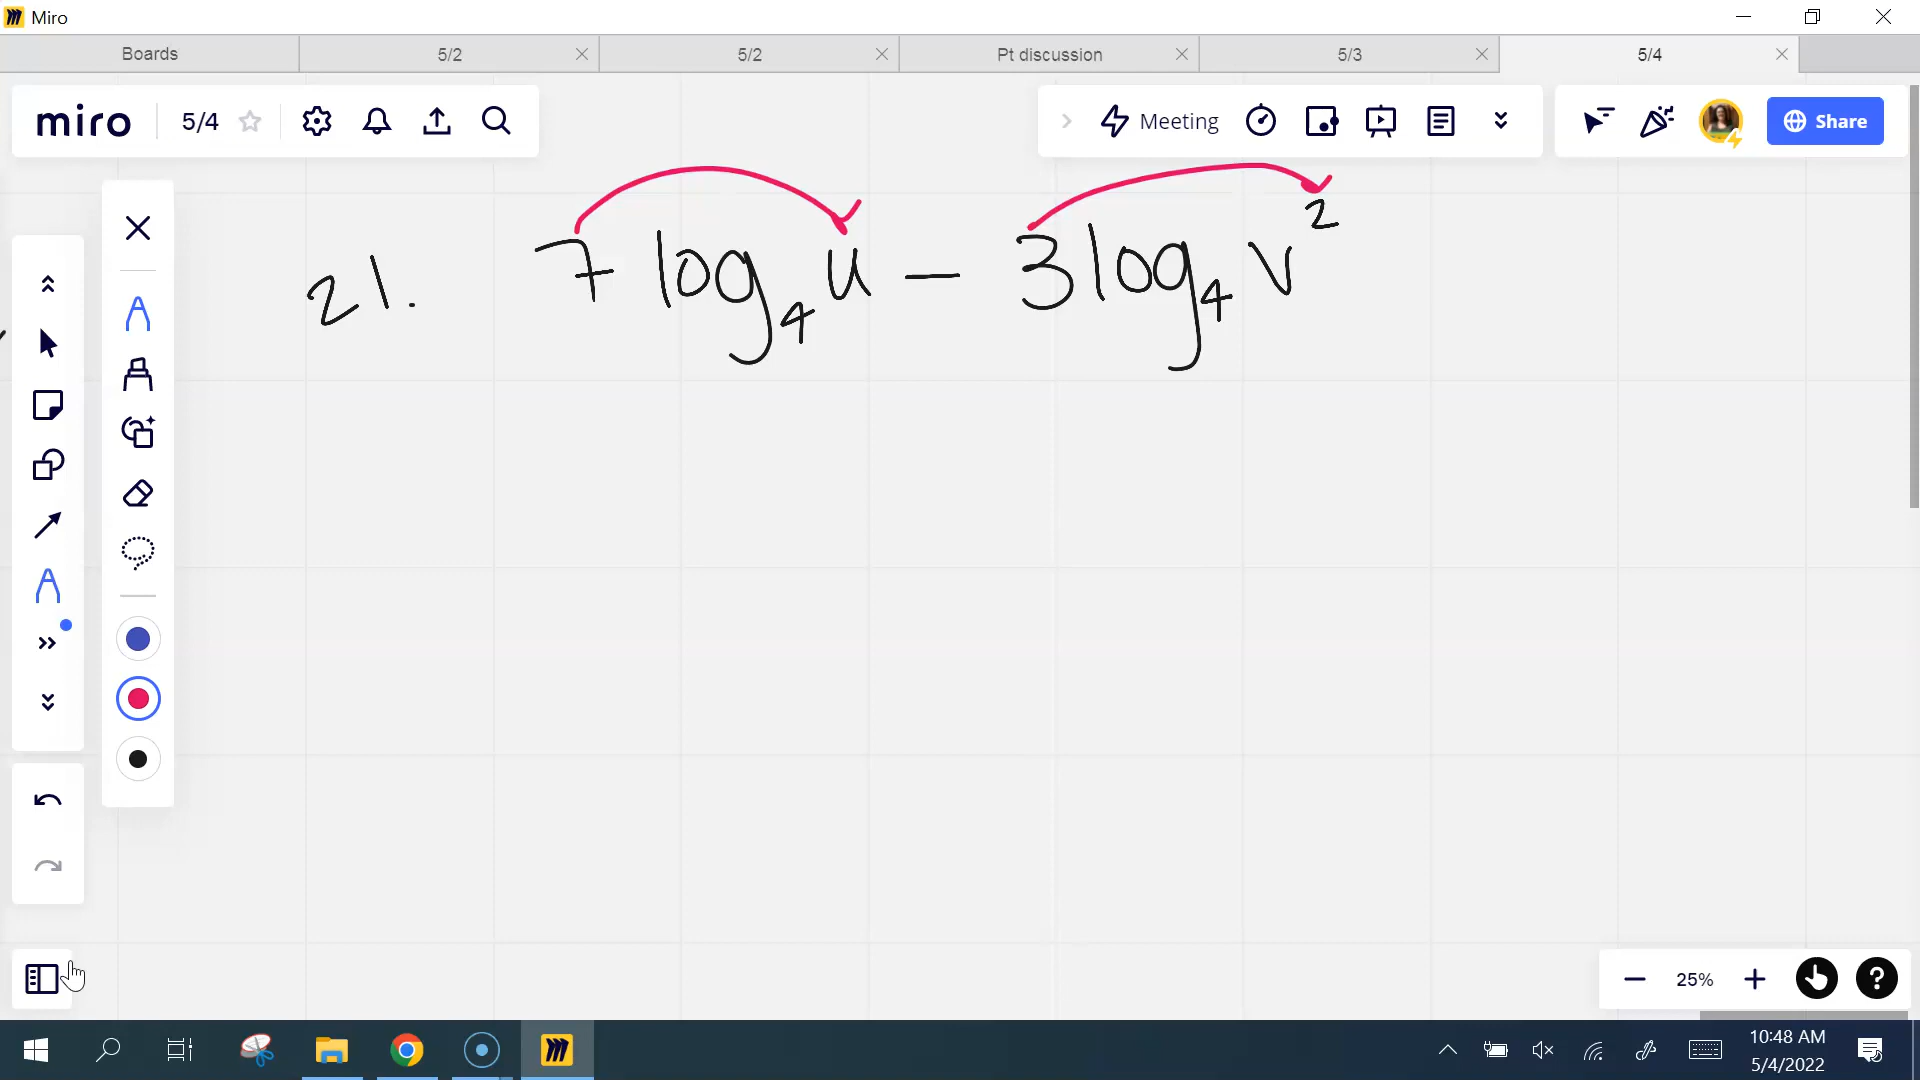 Miro
Boards 5/2 5/2 Pt discussion 5/3 5/4
miro 5/4 Meeting Share
21. 7 log₄ u − 3 log₄ v²
25%
10:48 AM
5/4/2022